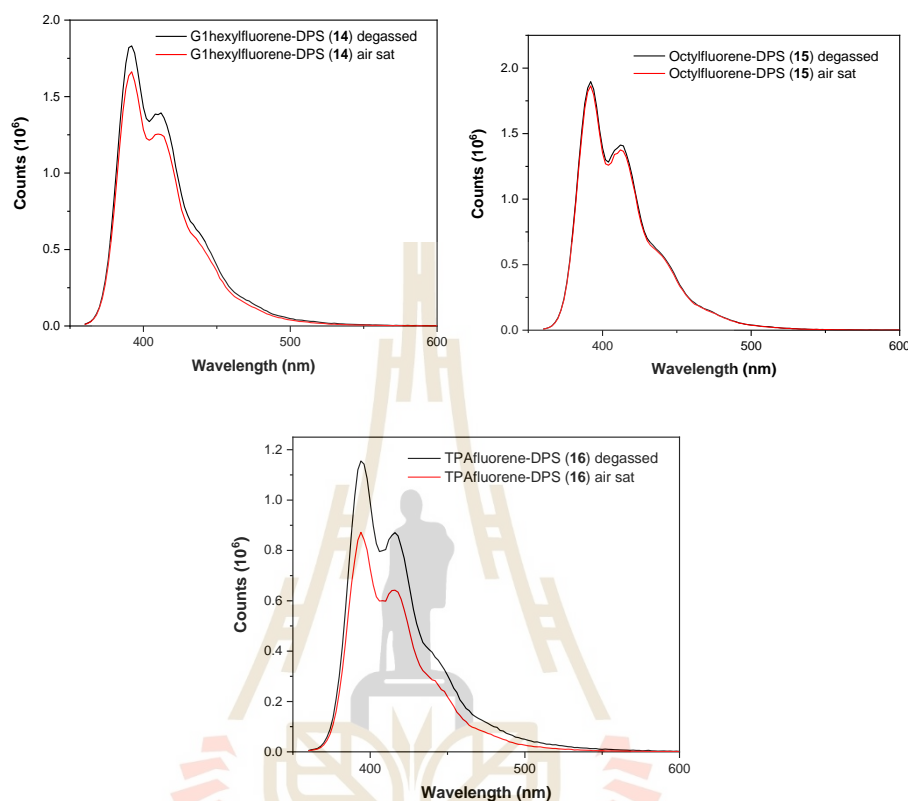 G1hexylfluorene-DPS (14) degassed
G1hexylfluorene-DPS (14) air sat
2.0
1.5
1.0
0.5
0.0
Counts (10⁶)
400
500
600
Wavelength (nm)
Octylfluorene-DPS (15) degassed
Octylfluorene-DPS (15) air sat
2.0
1.5
1.0
0.5
0.0
Counts (10⁶)
400
500
600
Wavelength (nm)
TPAfluorene-DPS (16) degassed
TPAfluorene-DPS (16) air sat
1.2
1.0
0.8
0.6
0.4
0.2
0.0
Counts (10⁶)
400
500
600
Wavelength (nm)